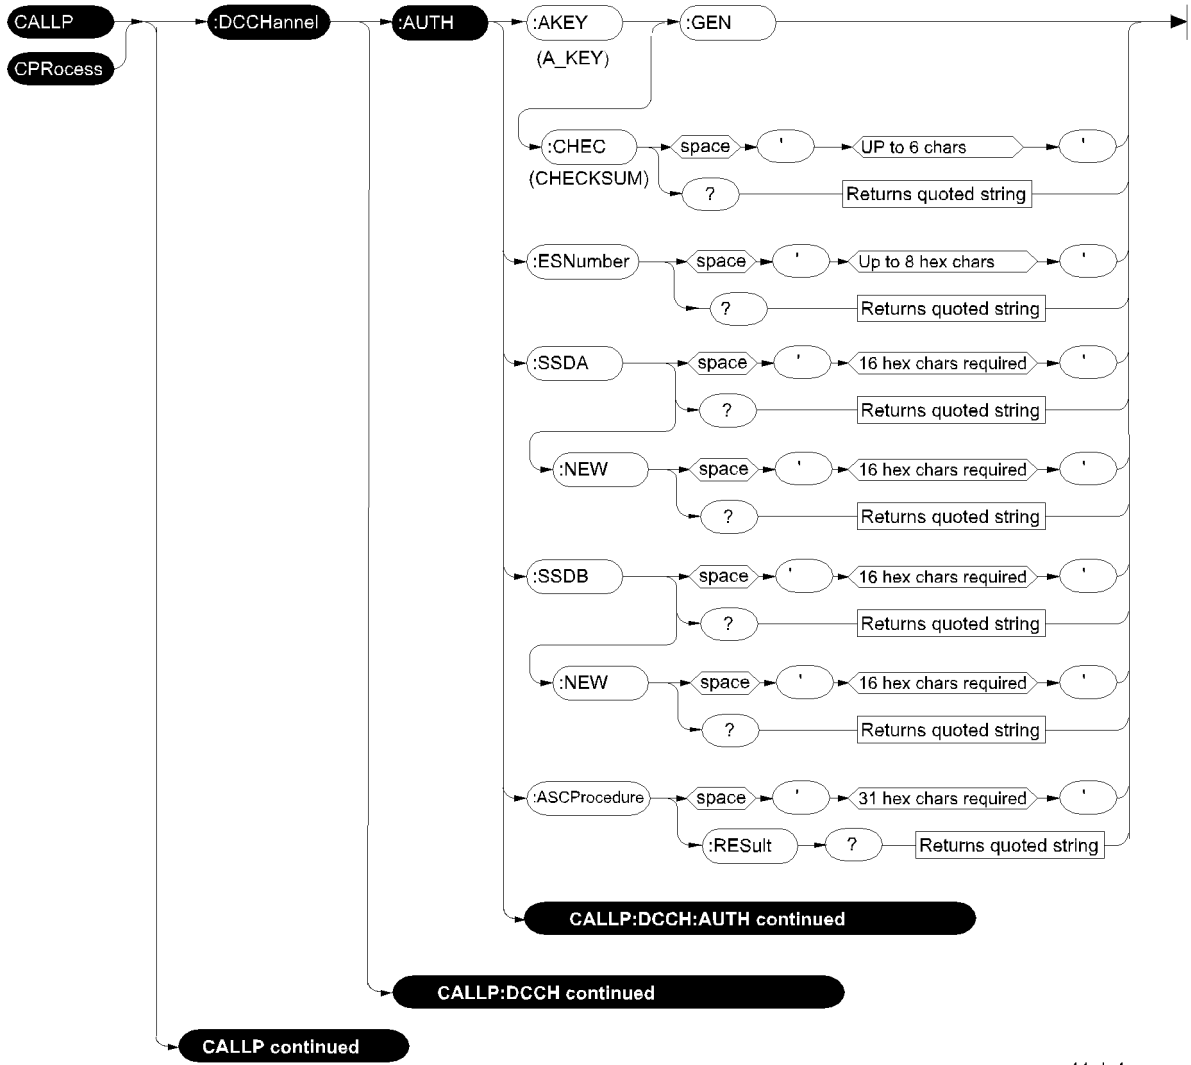 CALLP :DCCHannel :AUTH :AKEY :GEN
(A_KEY)
CPRocess
:CHEC space ' UP to 6 chars '
(CHECKSUM)
? Returns quoted string
:ESNumber space ' Up to 8 hex chars '
? Returns quoted string
:SSDA space ' 16 hex chars required '
? Returns quoted string
:NEW space ' 16 hex chars required '
? Returns quoted string
:SSDB space ' 16 hex chars required '
? Returns quoted string
:NEW space ' 16 hex chars required '
? Returns quoted string
:ASCProcedure space ' 31 hex chars required '
:RESult ? Returns quoted string
CALLP:DCCH:AUTH continued
CALLP:DCCH continued
CALLP continued